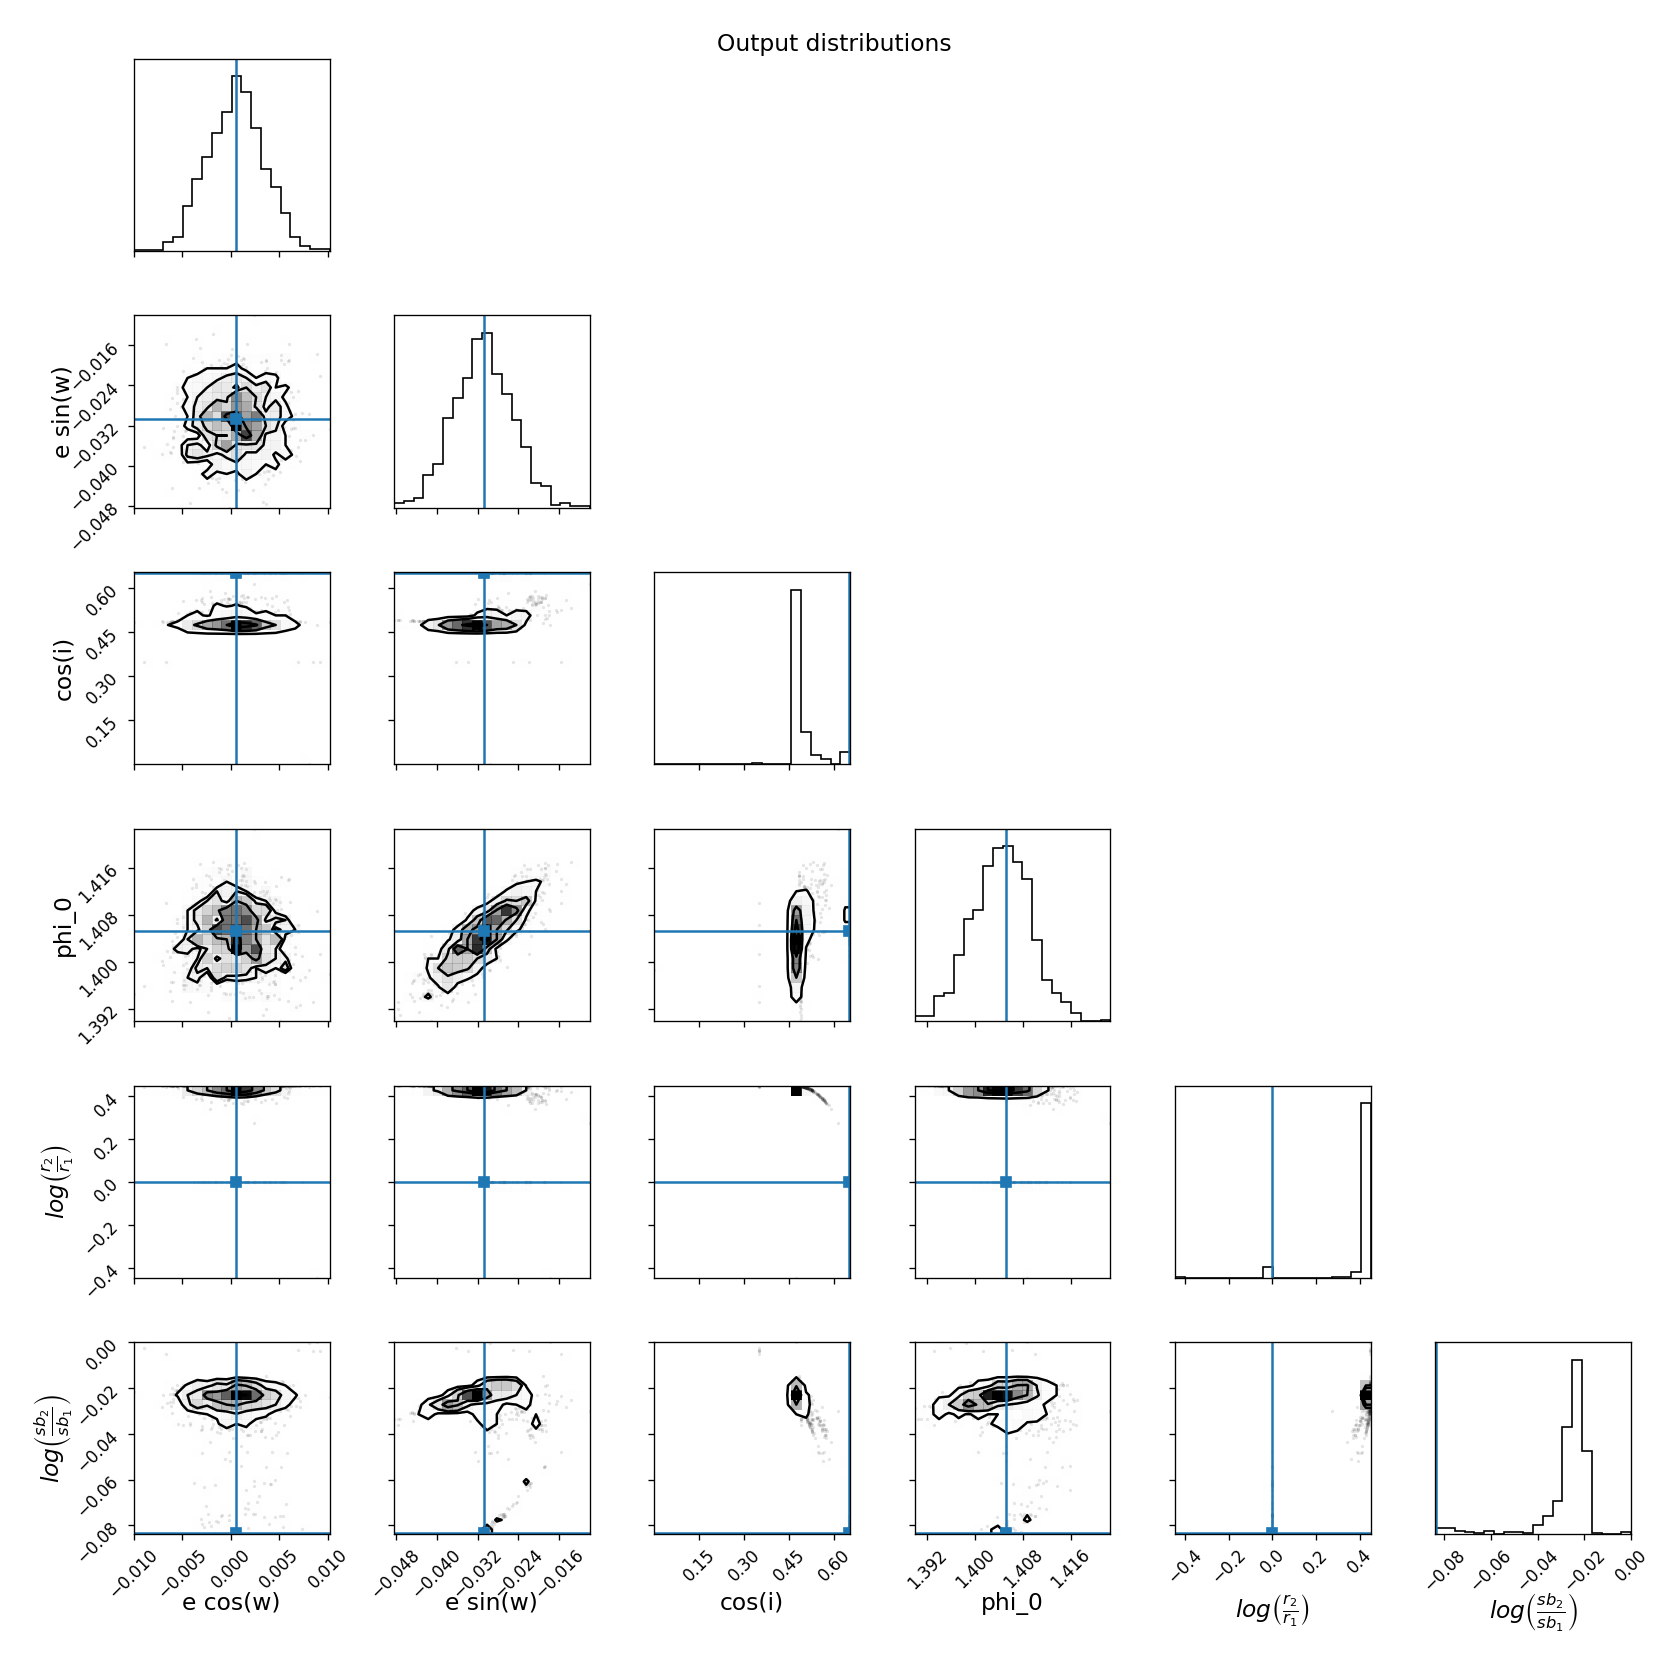 Output distributions
e sin(w)
−0.016
−0.024
−0.032
−0.040
−0.048
cos(i)
0.60
0.45
0.30
0.15
phi_0
1.416
1.408
1.400
1.392
log(r2/r1)
0.4
0.2
0.0
−0.2
−0.4
log(sb2/sb1)
0.00
−0.02
−0.04
−0.06
−0.08
−0.010 −0.005 0.000 0.005 0.010
e cos(w)
−0.048 −0.040 −0.032 −0.024 −0.016
e sin(w)
0.15 0.30 0.45 0.60
cos(i)
1.392 1.400 1.408 1.416
phi_0
−0.4 −0.2 0.0 0.2 0.4
log(r2/r1)
−0.08 −0.06 −0.04 −0.02 0.00
log(sb2/sb1)